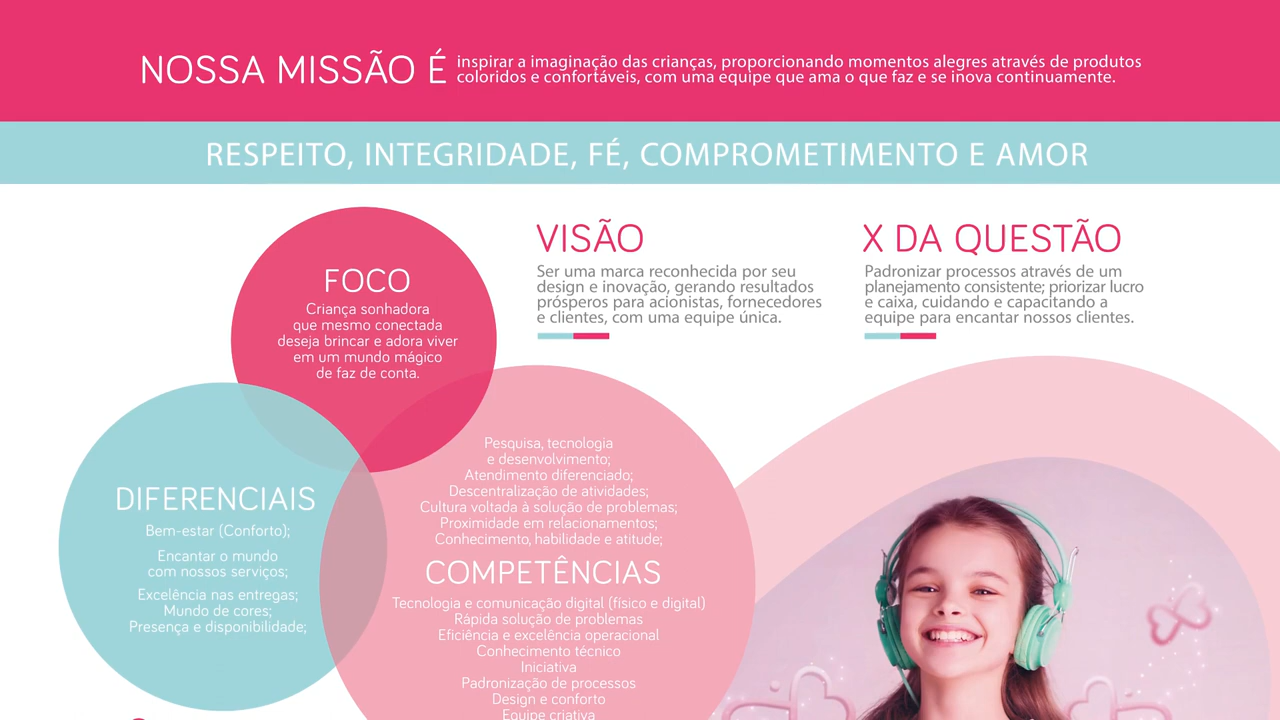 NOSSA MISSÃO É inspirar a imaginação das crianças, proporcionando momentos alegres através de produtos
coloridos e confortáveis, com uma equipe que ama o que faz e se inova continuamente.
RESPEITO, INTEGRIDADE, FÉ, COMPROMETIMENTO E AMOR
FOCO
Criança sonhadora
que mesmo conectada
deseja brincar e adora viver
em um mundo mágico
de faz de conta.
VISÃO
Ser uma marca reconhecida por seu
design e inovação, gerando resultados
prósperos para acionistas, fornecedores
e clientes, com uma equipe única.
X DA QUESTÃO
Padronizar processos através de um
planejamento consistente; priorizar lucro
e caixa, cuidando e capacitando a
equipe para encantar nossos clientes.
DIFERENCIAIS
Bem-estar (Conforto);
Encantar o mundo
com nossos serviços;
Excelência nas entregas;
Mundo de cores;
Presença e disponibilidade;
Pesquisa, tecnologia
e desenvolvimento;
Atendimento diferenciado;
Descentralização de atividades;
Cultura voltada à solução de problemas;
Proximidade em relacionamentos;
Conhecimento, habilidade e atitude;
COMPETÊNCIAS
Tecnologia e comunicação digital (físico e digital)
Rápida solução de problemas
Eficiência e excelência operacional
Conhecimento técnico
Iniciativa
Padronização de processos
Design e conforto
Equipe criativa